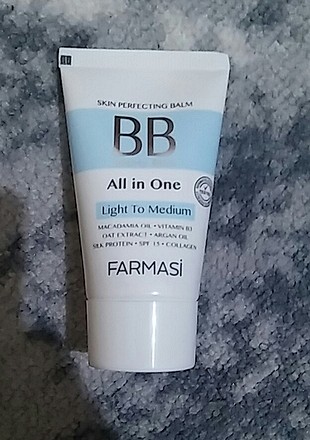 SKIN PERFECTING BALM
BB
All in One
Light To Medium
MACADAMIA OIL • VITAMIN B3
OAT EXTRACT • ARGAN OIL
SILK PROTEIN • SPF 15 • COLLAGEN
FARMASi